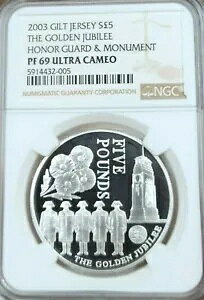 2003 GILT JERSEY S£5
THE GOLDEN JUBILEE
HONOR GUARD & MONUMENT
PF 69 ULTRA CAMEO
5914432-005
NGC
NUMISMATIC GUARANTY CORPORATION
FIVE
POUNDS
THE GOLDEN JUBILEE